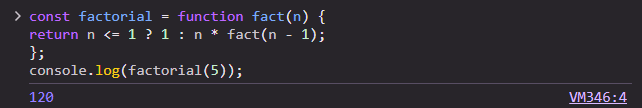 > const factorial = function fact(n) {
return n <= 1 ? 1 : n * fact(n - 1);
};
console.log(factorial(5));
120 VM346:4